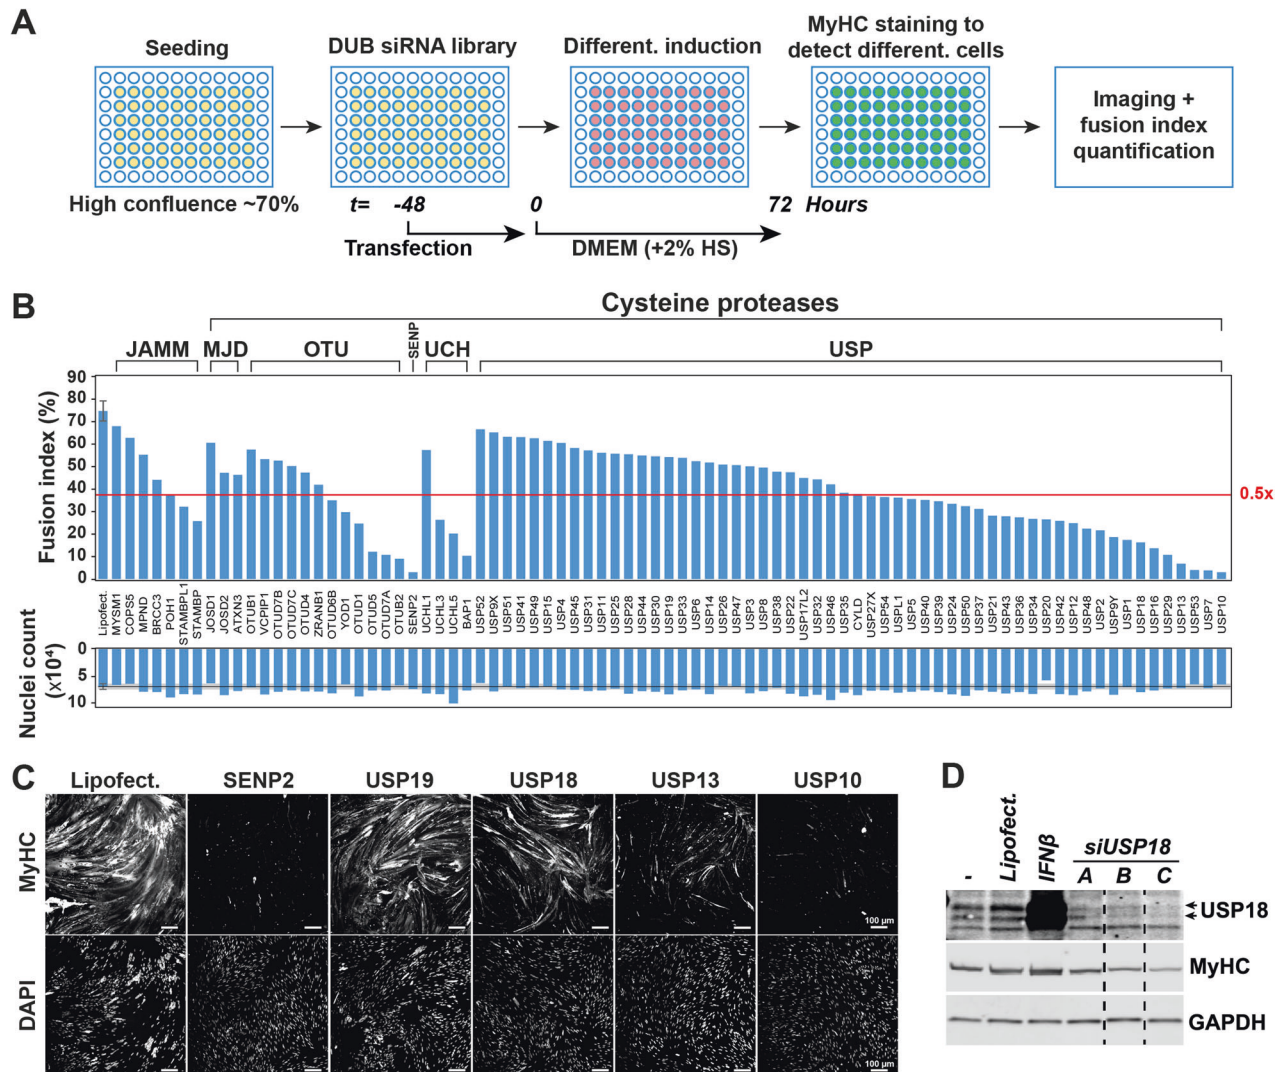 A
Seeding
DUB siRNA library
Different. induction
MyHC staining to
detect different. cells
Imaging +
fusion index
quantification
High confluence ~70%
t= -48 0 72 Hours
Transfection
DMEM (+2% HS)
B
Cysteine proteases
JAMM MJD OTU SENP UCH USP
Fusion index (%)
90
80
70
60
50
40
30
20
10
0
0.5x
Lipofect.
MYSM1
COPS5
MPND
BRCC3
POH1
STAMBPL1
STAMBP
JOSD1
JOSD2
ATXN3
OTUB1
VCPIP1
OTUD7B
OTUD7C
OTUD4
ZRANB1
OTUD6B
YOD1
OTUD1
OTUD5
OTUD7A
OTUB2
SENP2
UCHL1
UCHL3
UCHL5
BAP1
USP52
USP9X
USP51
USP41
USP49
USP15
USP4
USP45
USP31
USP11
USP25
USP28
USP44
USP30
USP19
USP33
USP6
USP14
USP26
USP47
USP3
USP8
USP38
USP22
USP17L2
USP32
USP46
USP35
CYLD
USP27X
USP54
USPL1
USP5
USP40
USP39
USP24
USP50
USP37
USP21
USP43
USP36
USP34
USP20
USP42
USP12
USP48
USP2
USP9Y
USP1
USP18
USP16
USP29
USP13
USP53
USP7
USP10
Nuclei count
(x10⁴)
0
5
10
C
Lipofect. SENP2 USP19 USP18 USP13 USP10
MyHC
100 µm
DAPI
100 µm
D
- Lipofect. IFNβ siUSP18
A B C
USP18
MyHC
GAPDH